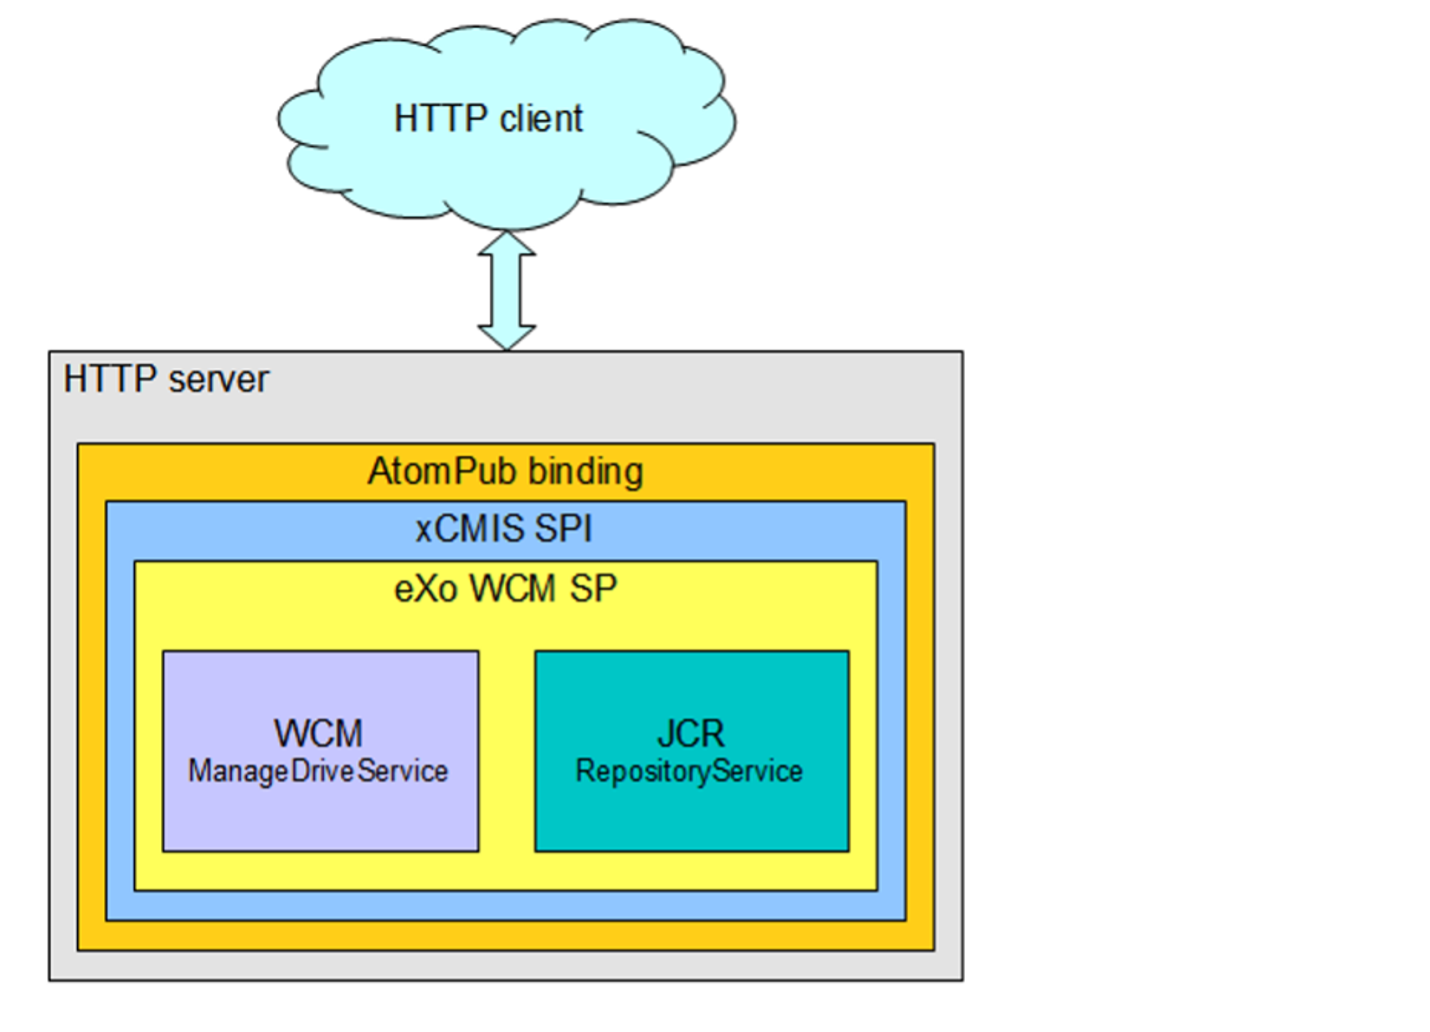 HTTP client
HTTP server
AtomPub binding
xCMIS SPI
eXo WCM SP
WCM
ManageDriveService
JCR
RepositoryService